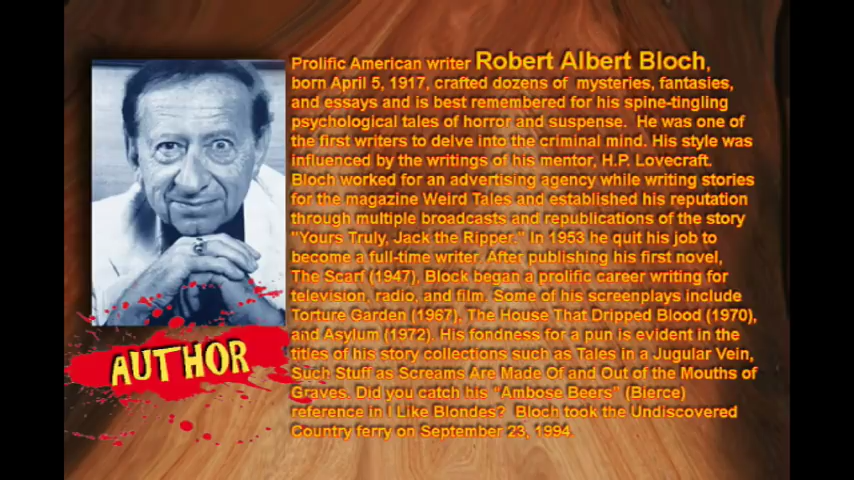 Prolific American writer Robert Albert Bloch,
born April 5, 1917, crafted dozens of mysteries, fantasies,
and essays and is best remembered for his spine-tingling
psychological tales of horror and suspense. He was one of
the first writers to delve into the criminal mind. His style was
influenced by the writings of his mentor, H.P. Lovecraft.
Bloch worked for an advertising agency while writing stories
for the magazine Weird Tales and established his reputation
through multiple broadcasts and republications of the story
"Yours Truly, Jack the Ripper." In 1953 he quit his job to
become a full-time writer. After publishing his first novel,
The Scarf (1947), Block began a prolific career writing for
television, radio, and film. Some of his screenplays include
Torture Garden (1967), The House That Dripped Blood (1970),
and Asylum (1972). His fondness for a pun is evident in the
titles of his story collections such as Tales in a Jugular Vein,
Such Stuff as Screams Are Made Of and Out of the Mouths of
Graves. Did you catch his "Ambose Beers" (Bierce)
reference in I Like Blondes? Bloch took the Undiscovered
Country ferry on September 23, 1994.
AUTHOR